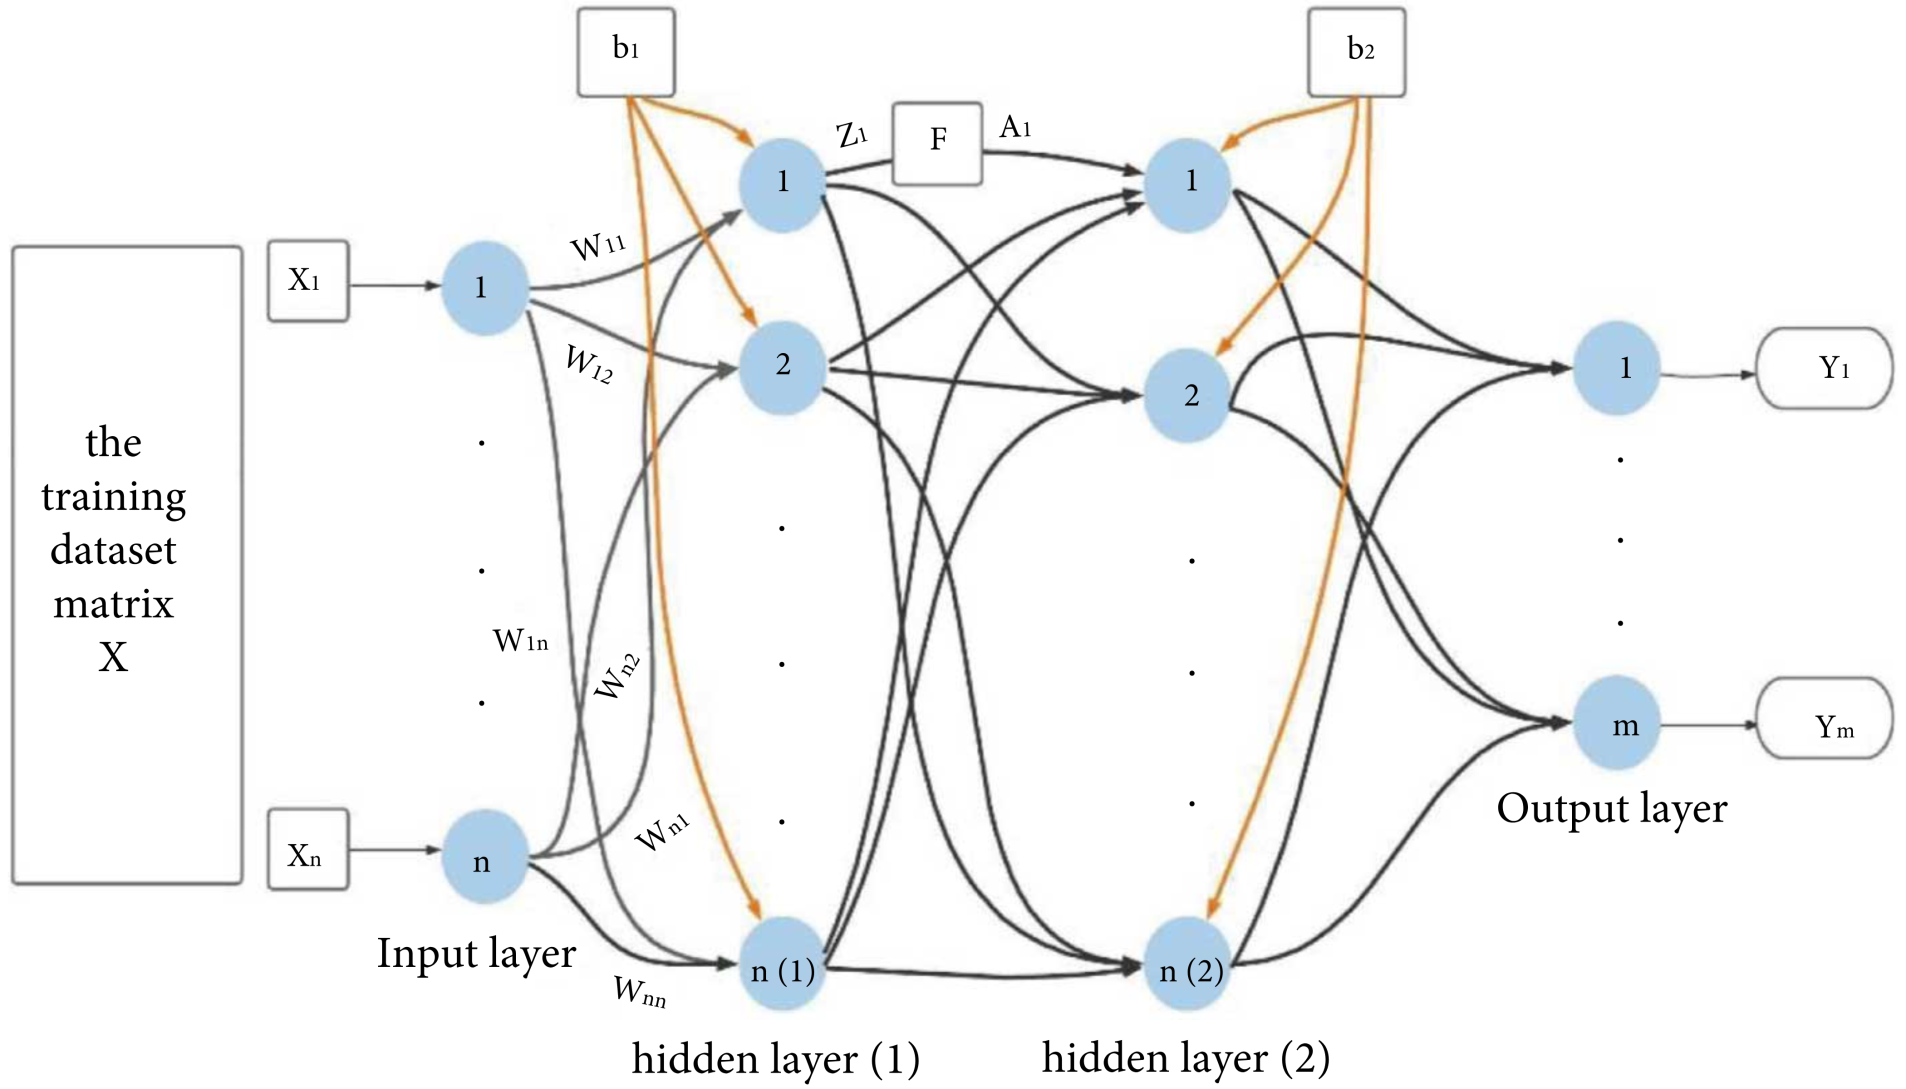 b1
b2
Z1
F
A1
1
1
W11
X1
1
W12
2
2
1
Y1
the
training
dataset
matrix
X
W1n
Wn2
Wn1
m
Ym
Output layer
Xn
n
Input layer
Wnn
n (1)
n (2)
hidden layer (1)
hidden layer (2)